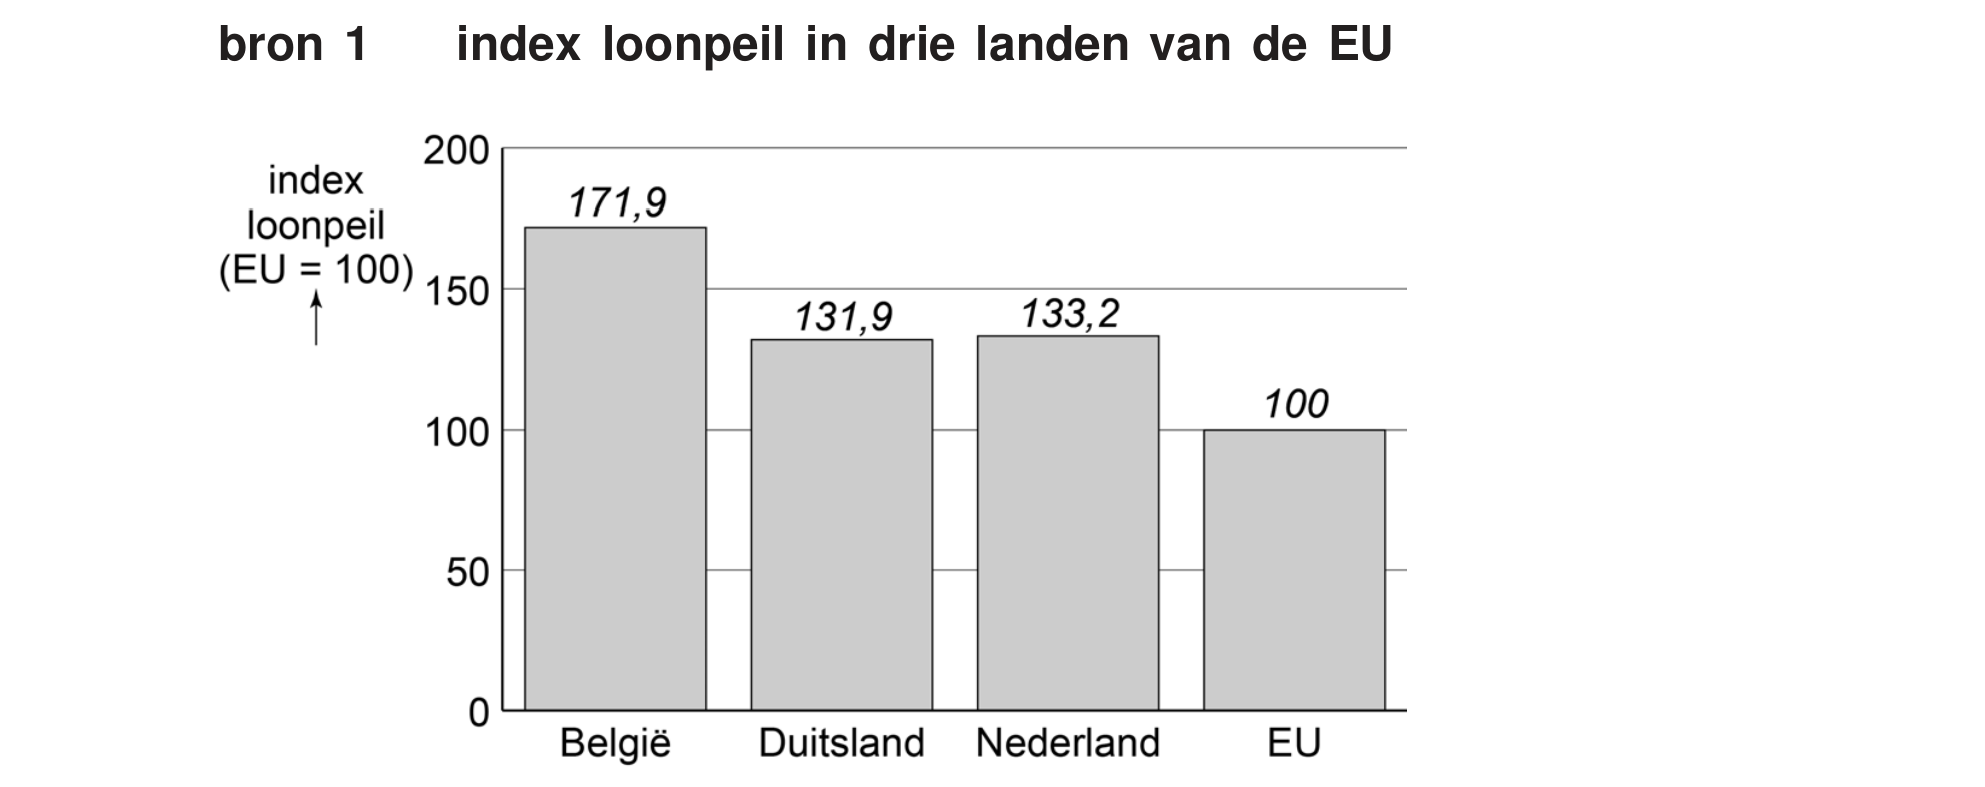 bron 1 index loonpeil in drie landen van de EU
index
loonpeil
(EU = 100)
200
150
100
50
0
171,9
131,9
133,2
100
België
Duitsland
Nederland
EU